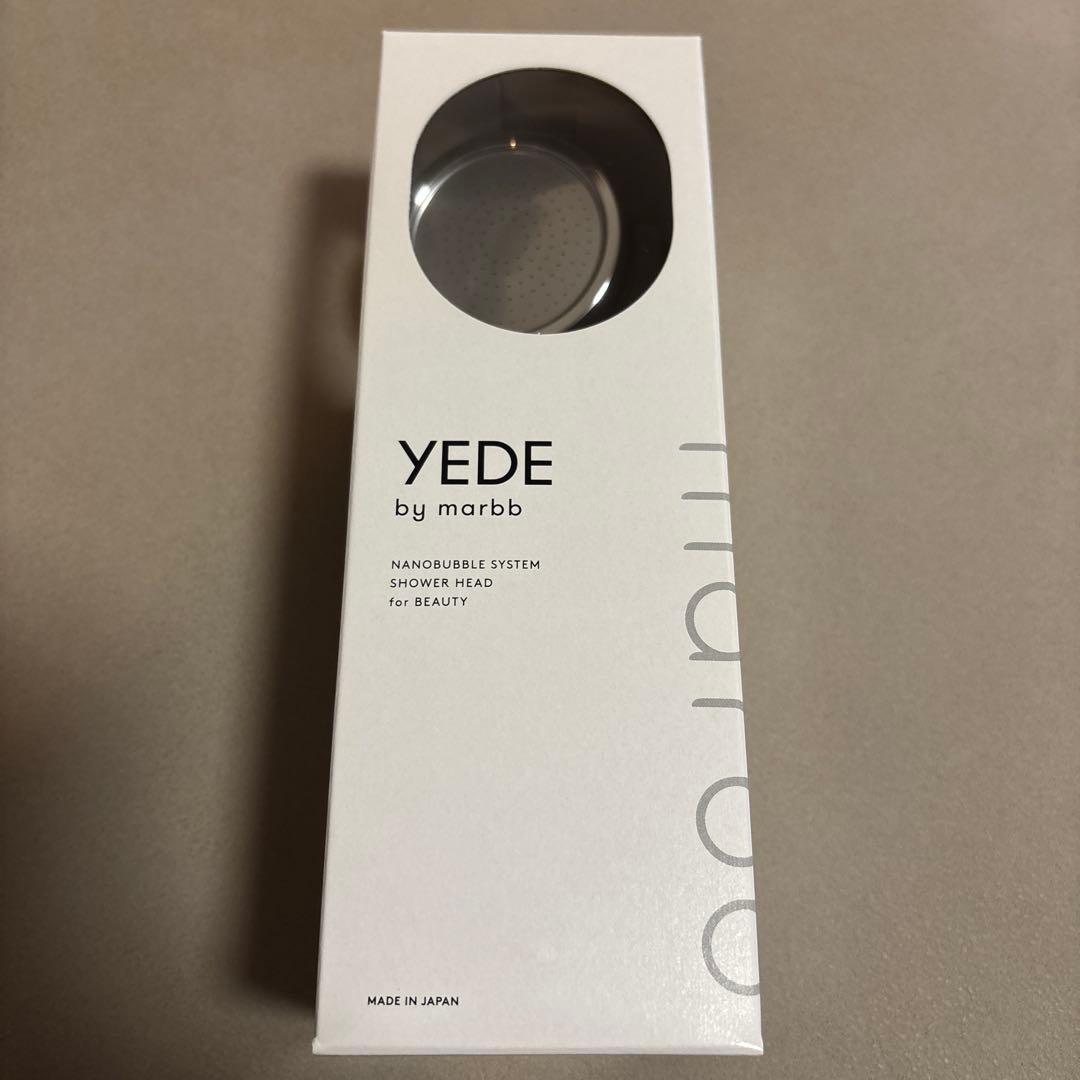 YEDE
by marbb
NANOBUBBLE SYSTEM
SHOWER HEAD
for BEAUTY
marbb
MADE IN JAPAN